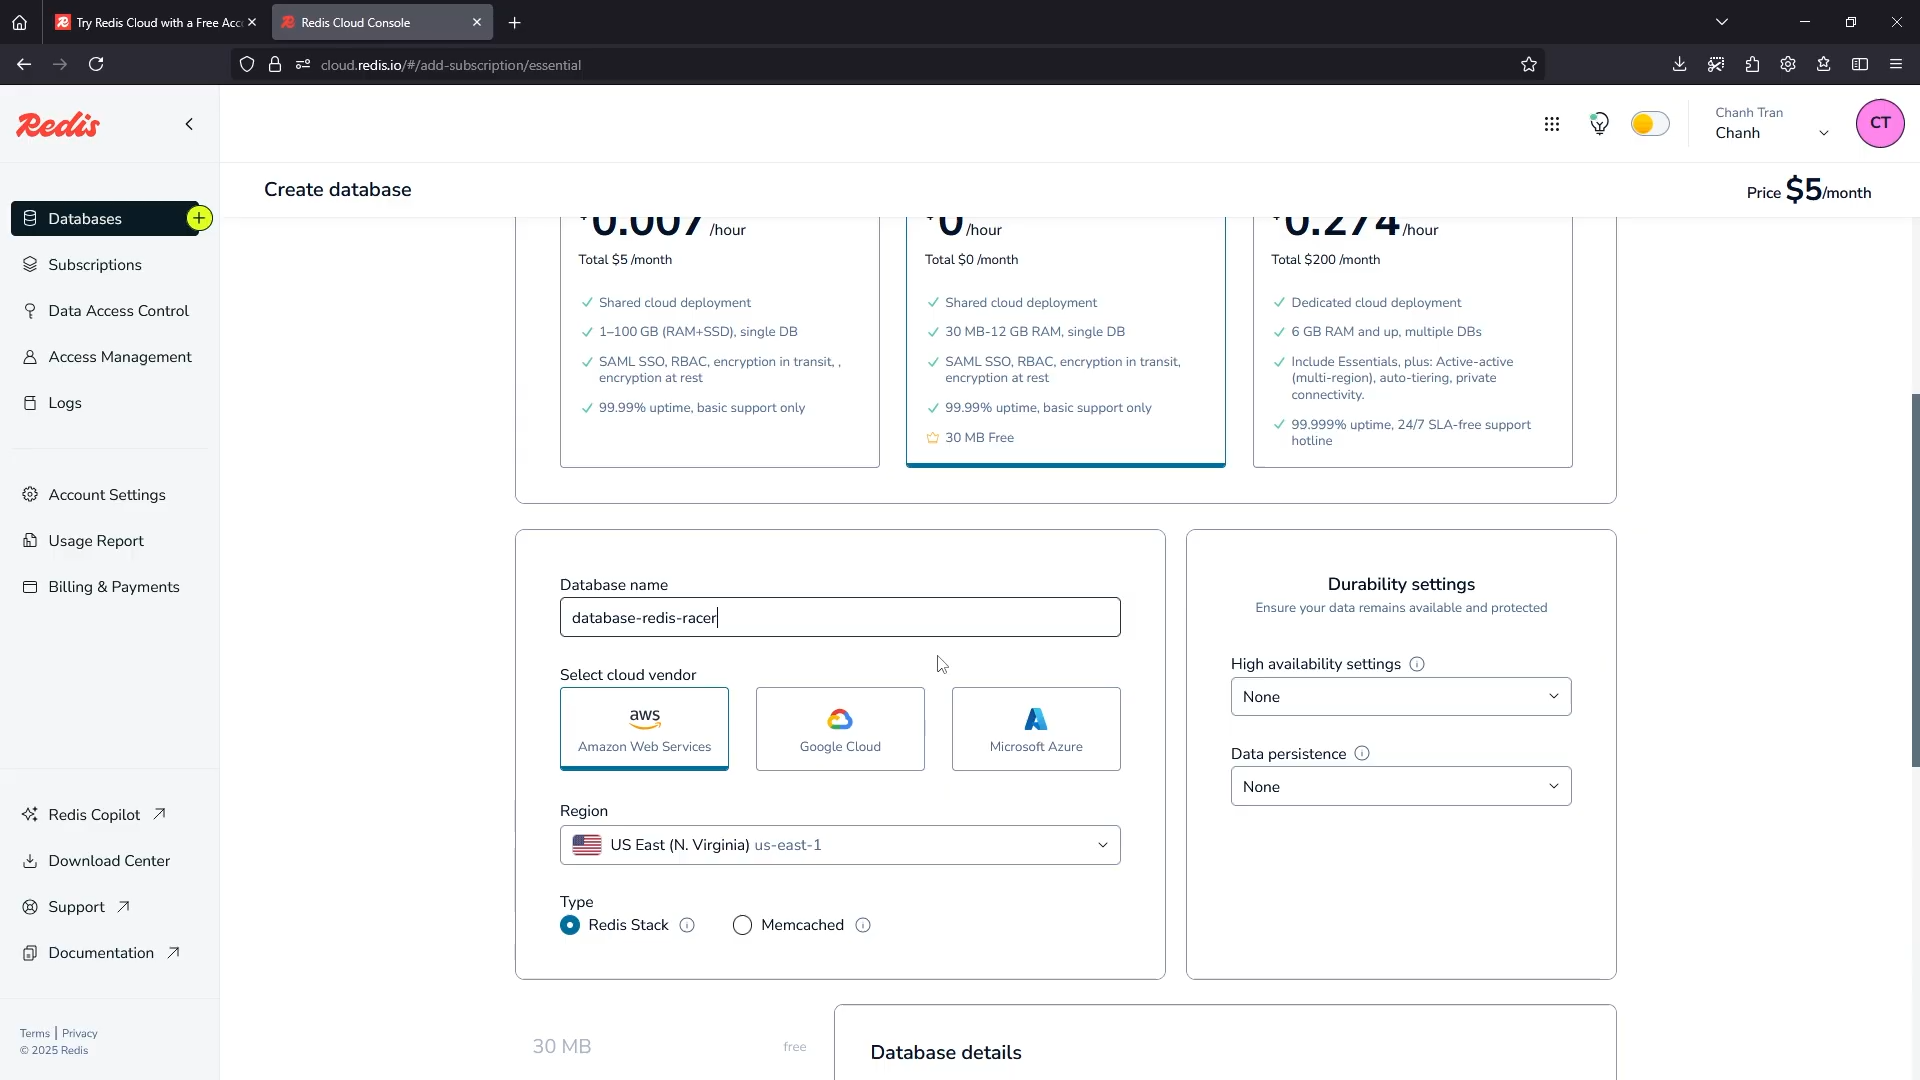 Try Redis Cloud with a Free Acc
Redis Cloud Console
cloud.redis.io/#/add-subscription/essential
Redis
Chanh Tran
Chanh
CT
Create database
Price $5/month
Databases
Subscriptions
Data Access Control
Access Management
Logs
Account Settings
Usage Report
Billing & Payments
Redis Copilot
Download Center
Support
Documentation
Terms | Privacy
© 2025 Redis
0.007 /hour
Total $5 /month
Shared cloud deployment
1–100 GB (RAM+SSD), single DB
SAML SSO, RBAC, encryption in transit, ,
encryption at rest
99.99% uptime, basic support only
0 /hour
Total $0 /month
Shared cloud deployment
30 MB-12 GB RAM, single DB
SAML SSO, RBAC, encryption in transit,
encryption at rest
99.99% uptime, basic support only
30 MB Free
0.274 /hour
Total $200 /month
Dedicated cloud deployment
6 GB RAM and up, multiple DBs
Include Essentials, plus: Active-active
(multi-region), auto-tiering, private
connectivity.
99.999% uptime, 24/7 SLA-free support
hotline
Database name
database-redis-racer
Select cloud vendor
aws
Amazon Web Services
Google Cloud
Microsoft Azure
Region
US East (N. Virginia) us-east-1
Type
Redis Stack
Memcached
Durability settings
Ensure your data remains available and protected
High availability settings
None
Data persistence
None
30 MB
free
Database details